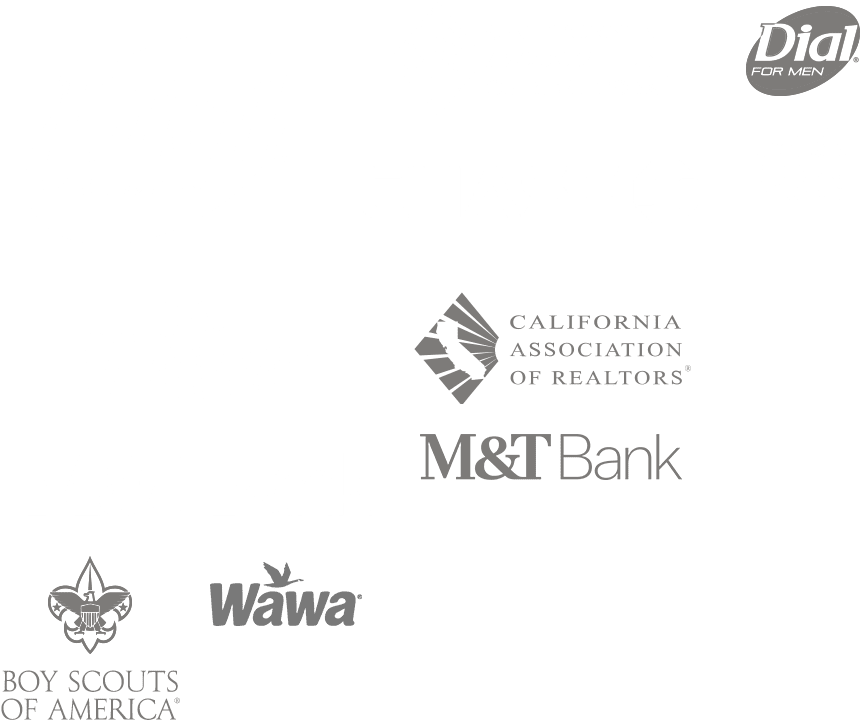 Dial®
FOR MEN
CALIFORNIA
ASSOCIATION
OF REALTORS®
M&T Bank
Wawa®
BOY SCOUTS
OF AMERICA®